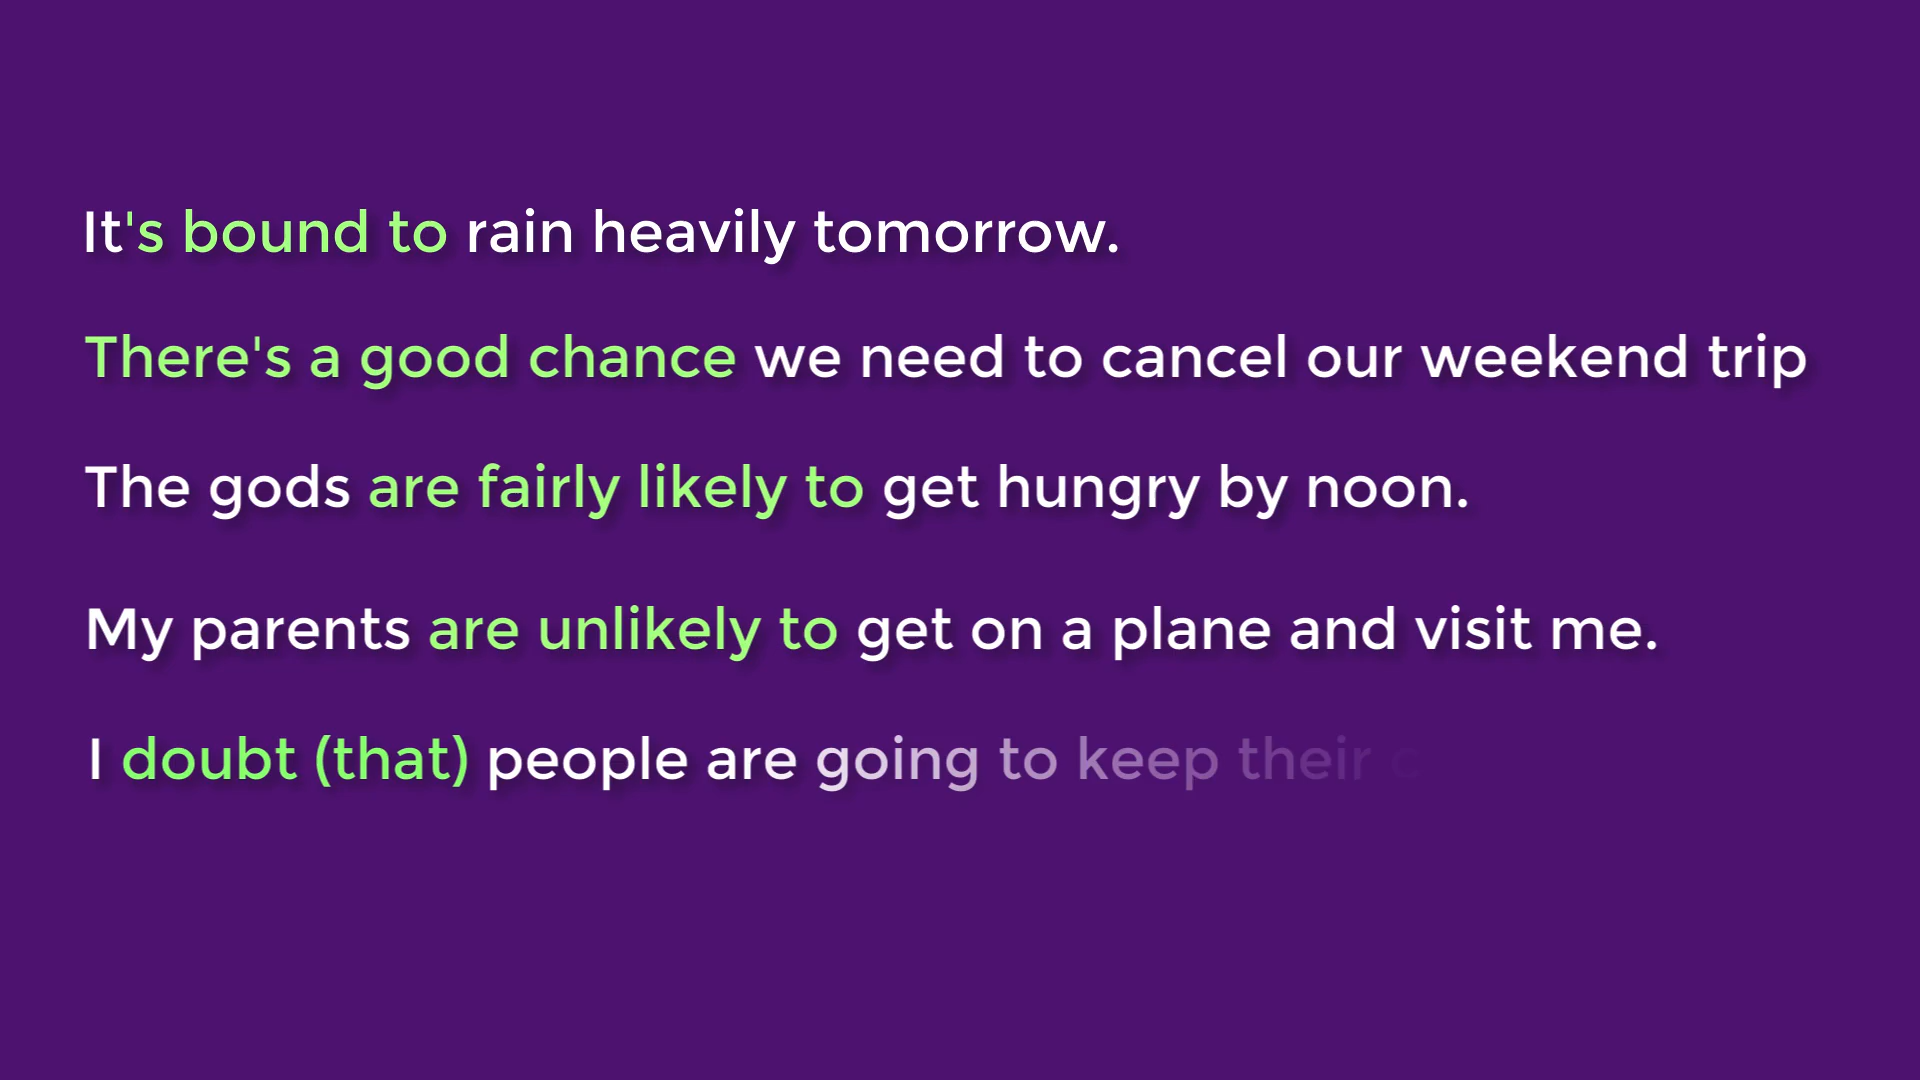 It's bound to rain heavily tomorrow.
There's a good chance we need to cancel our weekend trip
The gods are fairly likely to get hungry by noon.
My parents are unlikely to get on a plane and visit me.
I doubt (that) people are going to keep their